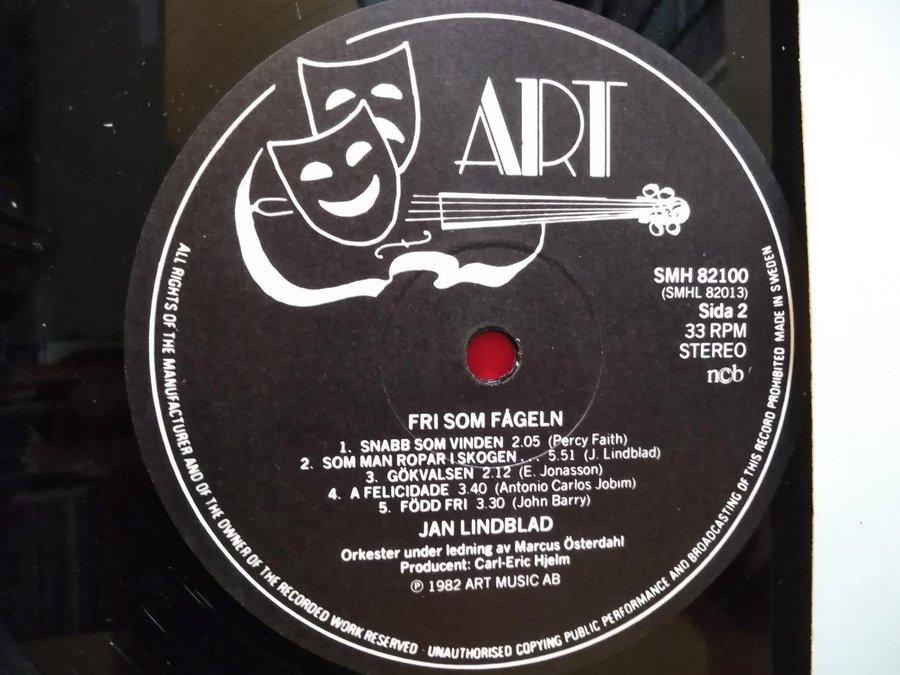 ART
SMH 82100
(SMHL 82013)
Sida 2
33 RPM
STEREO
ncb
FRI SOM FÅGELN
1. SNABB SOM VINDEN 2.05 (Percy Faith)
2. SOM MAN ROPAR I SKOGEN ... 5.51 (J. Lindblad)
3. GÖKVALSEN 2.12 (E. Jonasson)
4. A FELICIDADE 3.40 (Antonio Carlos Jobim)
5. FÖDD FRI 3.30 (John Barry)
JAN LINDBLAD
Orkester under ledning av Marcus Österdahl
Producent: Carl-Eric Hjelm
℗ 1982 ART MUSIC AB
ALL RIGHTS OF THE MANUFACTURER AND OF THE OWNER OF THE RECORDED WORK RESERVED · UNAUTHORISED COPYING PUBLIC PERFORMANCE AND BROADCASTING OF THIS RECORD PROHIBITED MADE IN SWEDEN